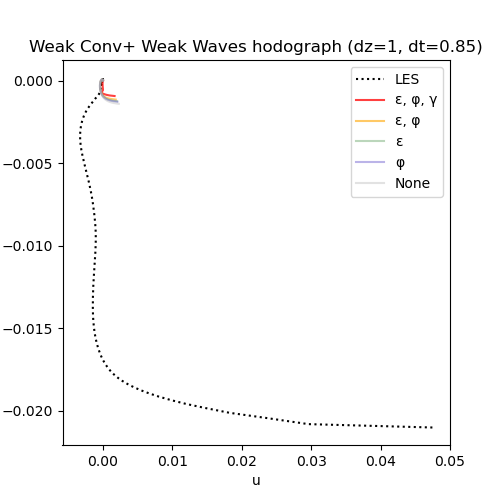 Weak Conv+ Weak Waves hodograph (dz=1, dt=0.85)
LES
ε, φ, γ
ε, φ
ε
φ
None
0.000
−0.005
−0.010
−0.015
−0.020
0.00 0.01 0.02 0.03 0.04 0.05
u